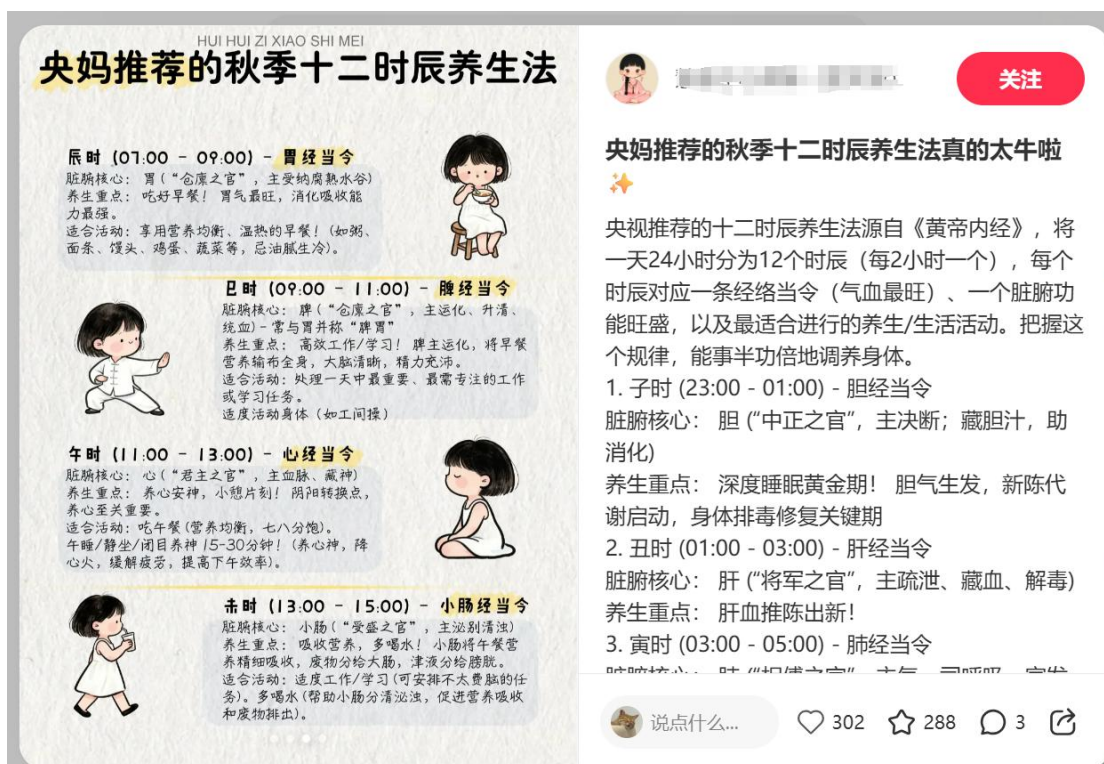 HUI HUI ZI XIAO SHI MEI
央妈推荐的秋季十二时辰养生法
辰时 (07:00 - 09:00) - 胃经当令
脏腑核心: 胃 ("仓廪之官", 主受纳腐熟水谷)
养生重点: 吃好早餐! 胃气最旺, 消化吸收能
力最强。
适合活动: 享用营养均衡、温热的早餐! (如粥、
面条、馒头、鸡蛋、蔬菜等, 忌油腻生冷)。
巳时 (09:00 - 11:00) - 脾经当令
脏腑核心: 脾 ("仓廪之官", 主运化、升清、
统血) - 常与胃并称 "脾胃"
养生重点: 高效工作/学习! 脾主运化, 将早餐
营养输布全身, 大脑清晰, 精力充沛。
适合活动: 处理一天中最重要、最需专注的工作
或学习任务。
适度活动身体 (如工间操)
午时 (11:00 - 13:00) - 心经当令
脏腑核心: 心 ("君主之官", 主血脉、藏神)
养生重点: 养心安神, 小憩片刻! 阴阳转换点,
养心至关重要。
适合活动: 吃午餐 (营养均衡, 七八分饱)。
午睡/静坐/闭目养神 15-30分钟! (养心神, 降
心火, 缓解疲劳, 提高下午效率)。
未时 (13:00 - 15:00) - 小肠经当令
脏腑核心: 小肠 ("受盛之官", 主泌别清浊)
养生重点: 吸收营养, 多喝水! 小肠将午餐营
养精细吸收, 废物分给大肠, 津液分给膀胱。
适合活动: 适度工作/学习 (可安排不太费脑的任
务)。多喝水 (帮助小肠分清泌浊, 促进营养吸收
和废物排出)。
关注
央妈推荐的秋季十二时辰养生法真的太牛啦
✨
央视推荐的十二时辰养生法源自《黄帝内经》, 将
一天24小时分为12个时辰 (每2小时一个) , 每个
时辰对应一条经络当令 (气血最旺) 、一个脏腑功
能旺盛, 以及最适合进行的养生/生活活动。把握这
个规律, 能事半功倍地调养身体。
1. 子时 (23:00 - 01:00) - 胆经当令
脏腑核心: 胆 ("中正之官", 主决断; 藏胆汁, 助
消化)
养生重点: 深度睡眠黄金期! 胆气生发, 新陈代
谢启动, 身体排毒修复关键期
2. 丑时 (01:00 - 03:00) - 肝经当令
脏腑核心: 肝 ("将军之官", 主疏泄、藏血、解毒)
养生重点: 肝血推陈出新!
3. 寅时 (03:00 - 05:00) - 肺经当令
说点什么...
302
288
3